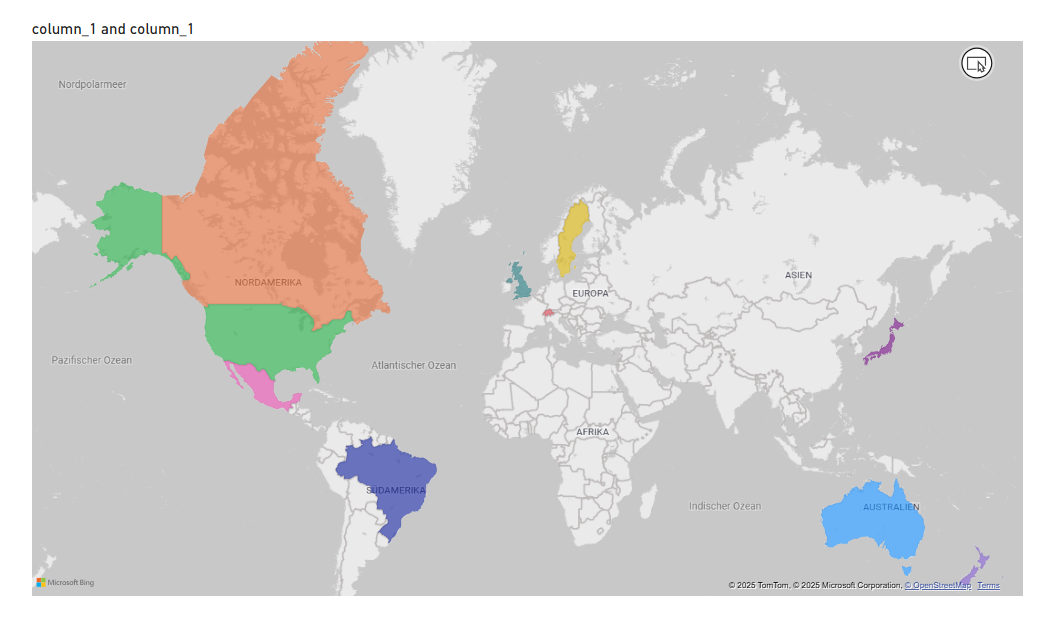 column_1 and column_1
Nordpolarmeer
NORDAMERIKA
EUROPA
ASIEN
Pazifischer Ozean
Atlantischer Ozean
AFRIKA
SÜDAMERIKA
Indischer Ozean
AUSTRALIEN
Microsoft Bing
© 2025 TomTom, © 2025 Microsoft Corporation, © OpenStreetMap Terms